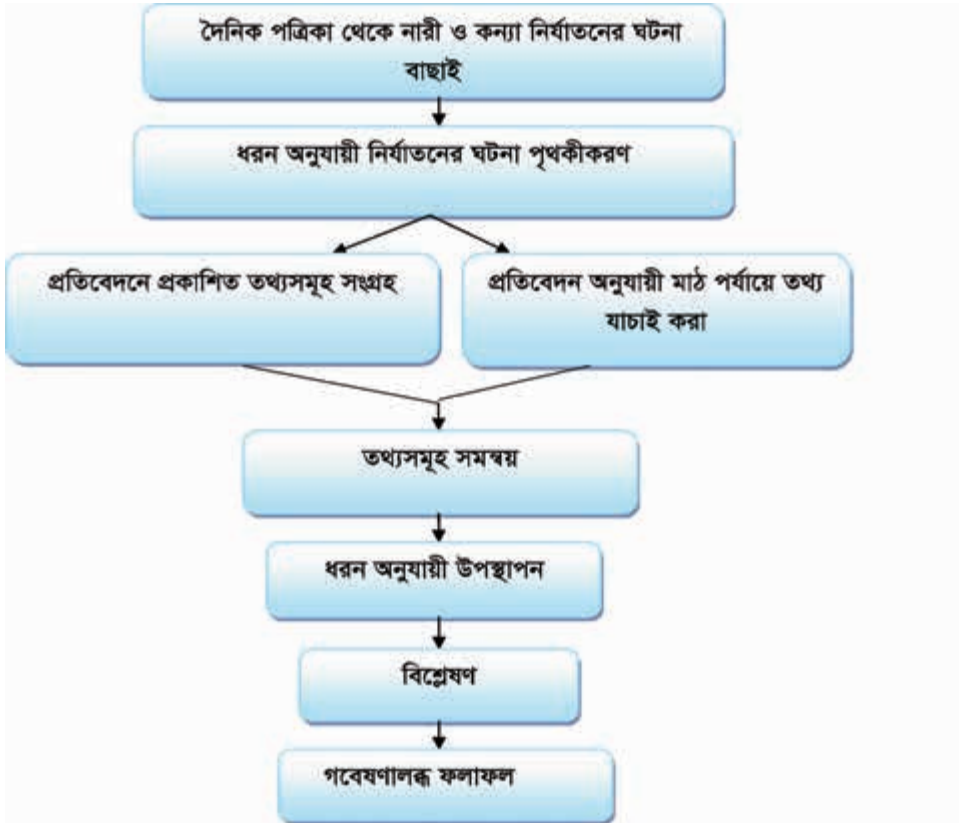 দৈনিক পত্রিকা থেকে নারী ও কন্যা নির্যাতনের ঘটনা
বাছাই
ধরন অনুযায়ী নির্যাতনের ঘটনা পৃথকীকরণ
প্রতিবেদনে প্রকাশিত তথ্যসমূহ সংগ্রহ
প্রতিবেদন অনুযায়ী মাঠ পর্যায়ে তথ্য
যাচাই করা
তথ্যসমূহ সমন্বয়
ধরন অনুযায়ী উপস্থাপন
বিশ্লেষণ
গবেষণালব্ধ ফলাফল